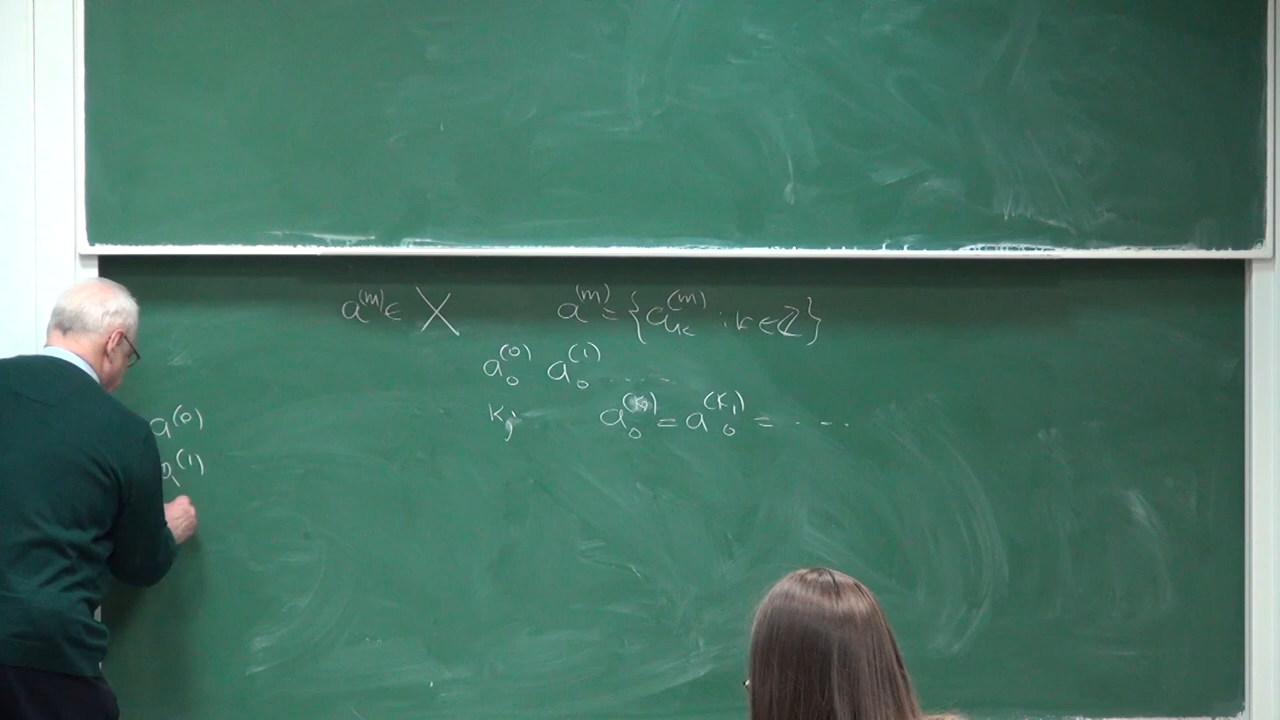 a^{(m)} ∈ X    a^{(m)} = {a_k^{(m)} : k ∈ ℤ}
a_0^{(0)} a_0^{(1)} ....
k_j    a_0^{(k_0)} = a_0^{(k_1)} = ....
a^{(0)}
a^{(1)}